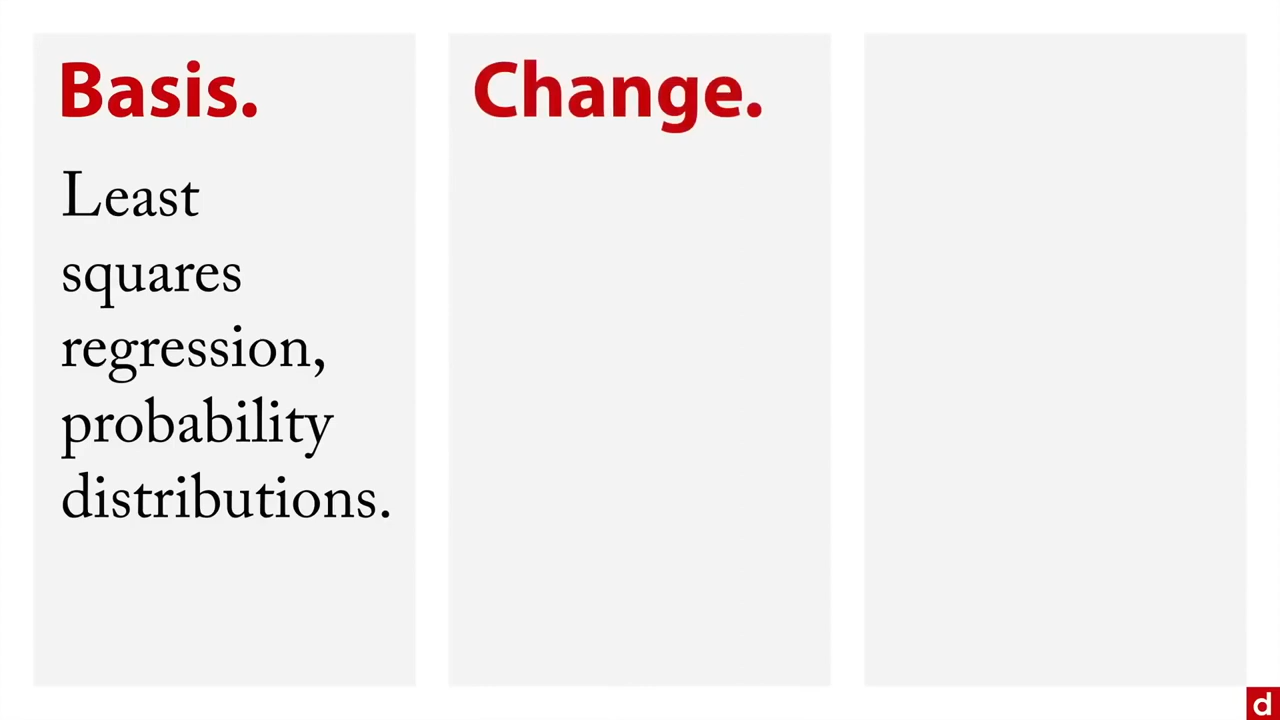 Basis.
Least
squares
regression,
probability
distributions.
Change.
d